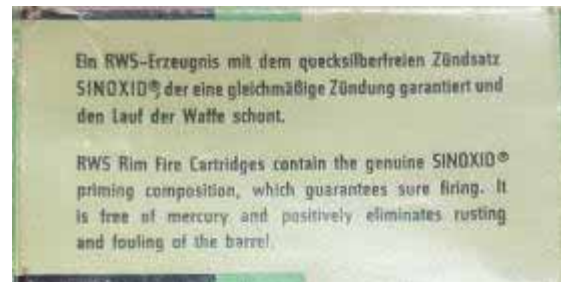 Ein RWS-Erzeugnis mit dem quecksilberfreien Zündsatz
SINOXID®, der eine gleichmäßige Zündung garantiert und
den Lauf der Waffe schont.
RWS Rim Fire Cartridges contain the genuine SINOXID®
priming composition, which guarantees sure firing. It
is free of mercury and positively eliminates rusting
and fouling of the barrel.